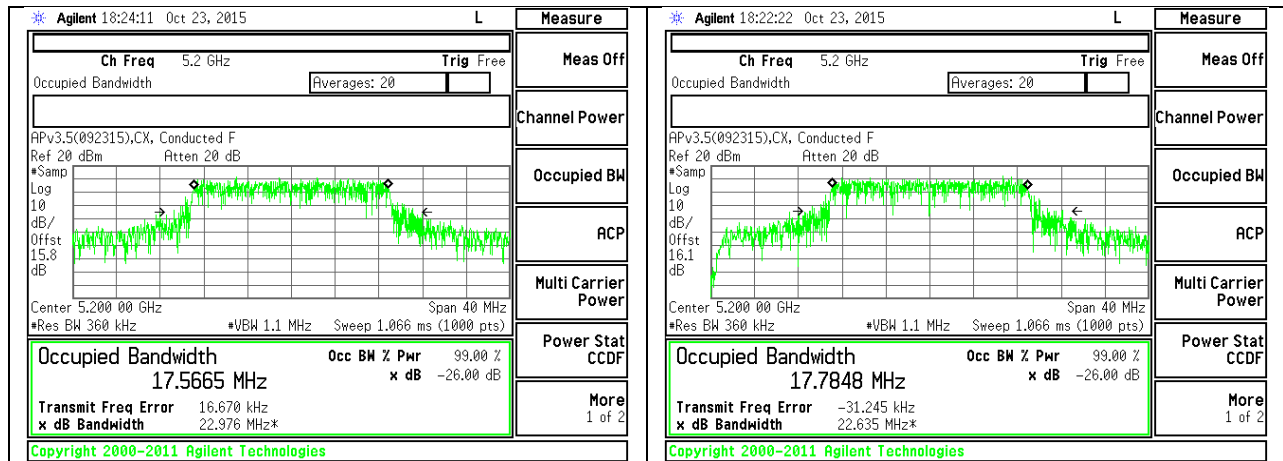 Agilent 18:24:11 Oct 23, 2015 L Measure
Ch Freq 5.2 GHz Trig Free
Meas Off
Occupied Bandwidth Averages: 20
Channel Power
APv3.5(092315),CX, Conducted F
Ref 20 dBm Atten 20 dB
#Samp
Log
10
dB/
Offst
15.8
dB
Occupied BW
ACP
Multi Carrier
Power
Center 5.200 00 GHz Span 40 MHz
#Res BW 360 kHz #VBW 1.1 MHz Sweep 1.066 ms (1000 pts)
Power Stat
CCDF
Occupied Bandwidth Occ BW % Pwr 99.00 %
17.5665 MHz x dB -26.00 dB
Transmit Freq Error 16.670 kHz
x dB Bandwidth 22.976 MHz*
More
1 of 2
Copyright 2000-2011 Agilent Technologies
Agilent 18:22:22 Oct 23, 2015 L Measure
Ch Freq 5.2 GHz Trig Free
Meas Off
Occupied Bandwidth Averages: 20
Channel Power
APv3.5(092315),CX, Conducted F
Ref 20 dBm Atten 20 dB
#Samp
Log
10
dB/
Offst
16.1
dB
Occupied BW
ACP
Multi Carrier
Power
Center 5.200 00 GHz Span 40 MHz
#Res BW 360 kHz #VBW 1.1 MHz Sweep 1.066 ms (1000 pts)
Power Stat
CCDF
Occupied Bandwidth Occ BW % Pwr 99.00 %
17.7848 MHz x dB -26.00 dB
Transmit Freq Error -31.245 kHz
x dB Bandwidth 22.635 MHz*
More
1 of 2
Copyright 2000-2011 Agilent Technologies